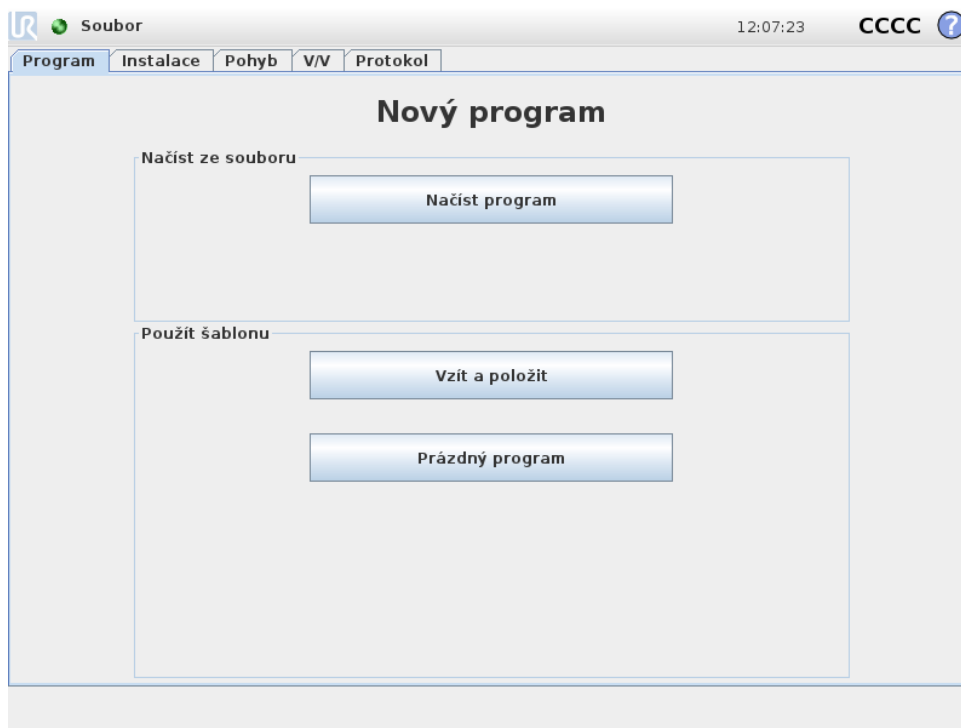 UR Soubor 12:07:23 CCCC ?
Program Instalace Pohyb V/V Protokol
Nový program
Načíst ze souboru
Načíst program
Použít šablonu
Vzít a položit
Prázdný program